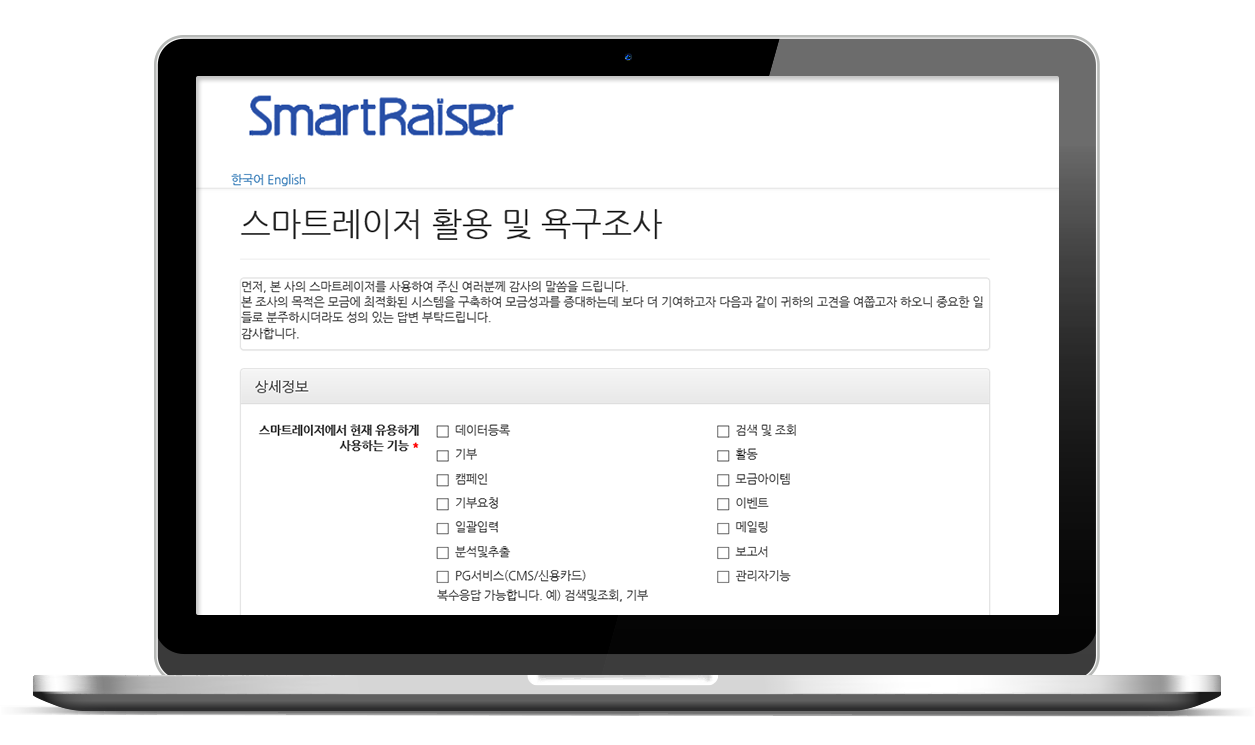 SmartRaiser
한국어 English
스마트레이저 활용 및 욕구조사
먼저, 본 사의 스마트레이저를 사용하여 주신 여러분께 감사의 말씀을 드립니다.
본 조사의 목적은 모금에 최적화된 시스템을 구축하여 모금성과를 증대하는데 보다 더 기여하고자 다음과 같이 귀하의 고견을 여쭙고자 하오니 중요한 일
들로 분주하시더라도 성의 있는 답변 부탁드립니다.
감사합니다.
상세정보
스마트레이저에서 현재 유용하게
사용하는 기능 *
데이터등록
검색 및 조회
기부
활동
캠페인
모금아이템
기부요청
이벤트
일괄입력
메일링
분석및추출
보고서
PG서비스(CMS/신용카드)
관리자기능
복수응답 가능합니다. 예) 검색및조회, 기부